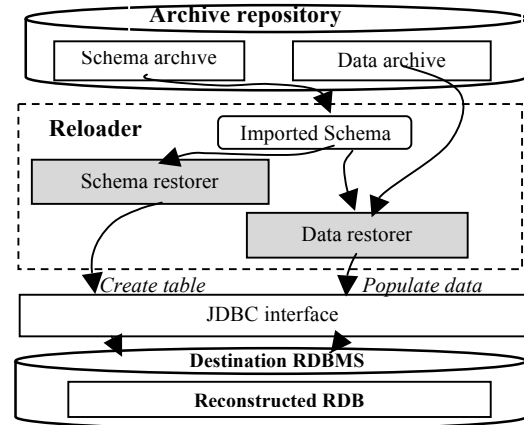 Archive repository
Schema archive
Data archive
Reloader
Imported Schema
Schema restorer
Data restorer
Create table
Populate data
JDBC interface
Destination RDBMS
Reconstructed RDB